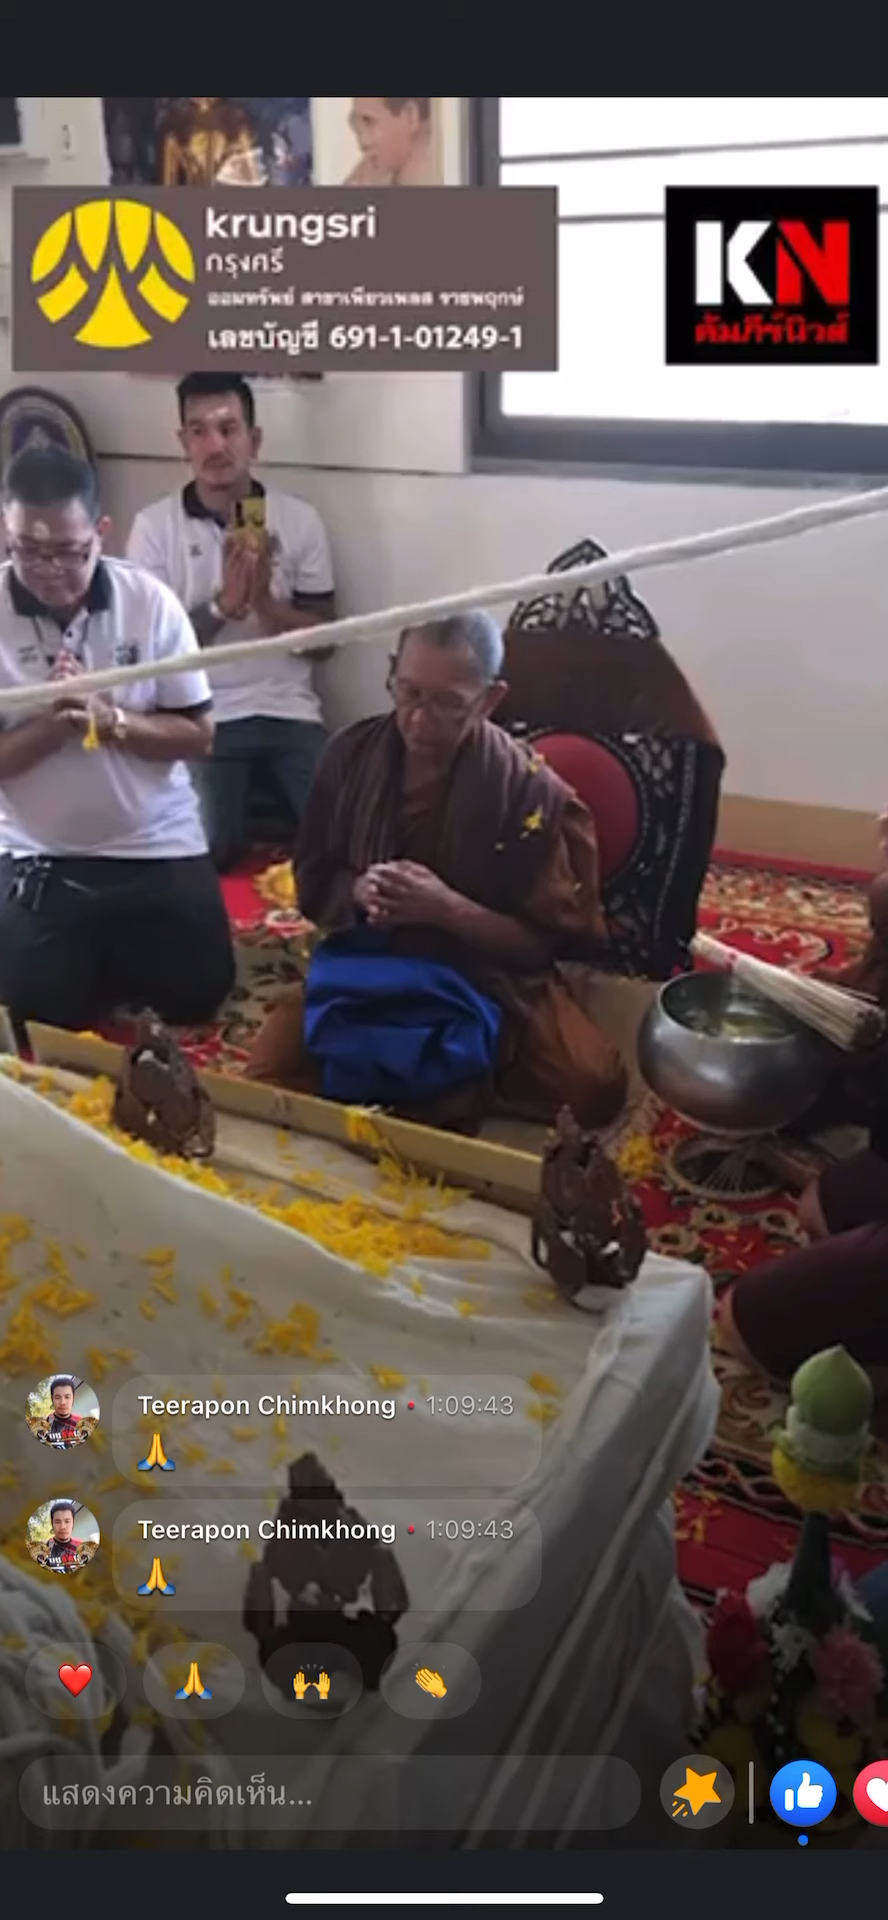 krungsri
กรุงศรี
ออมทรัพย์ สาขาเพียวเพลส ราชพฤกษ์
เลขบัญชี 691-1-01249-1
KN
คัมภีร์นิวส์
Teerapon Chimkhong • 1:09:43
🙏
Teerapon Chimkhong • 1:09:43
🙏
แสดงความคิดเห็น...